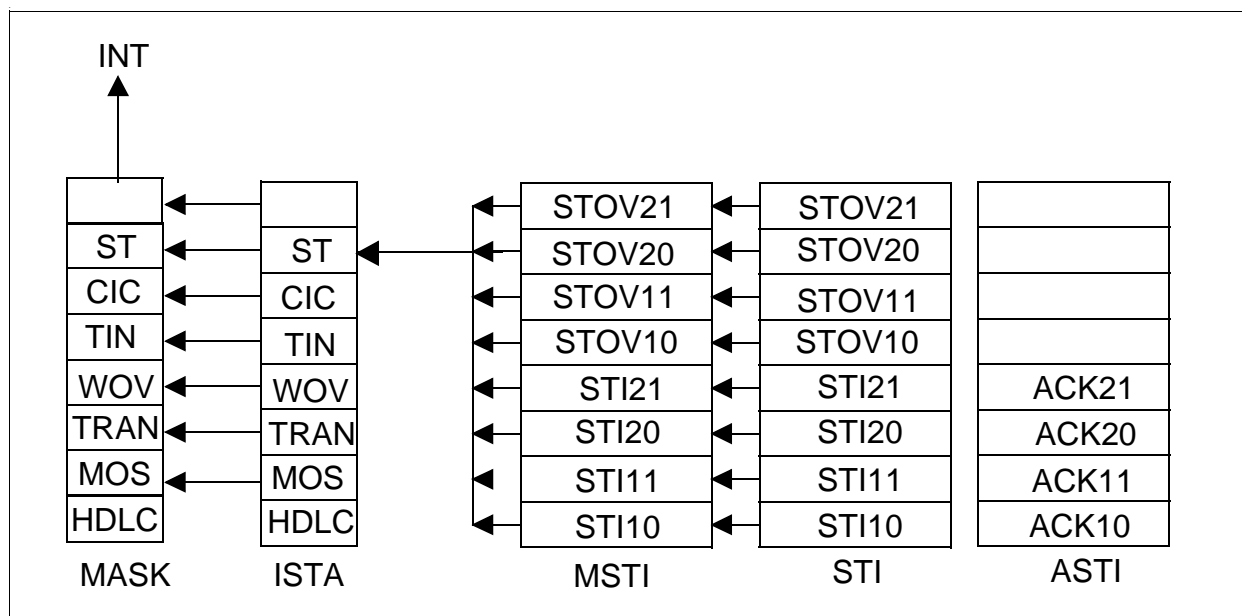 INT
STOV21 STOV21
ST ST STOV20 STOV20
CIC CIC STOV11 STOV11
TIN TIN STOV10 STOV10
WOV WOV STI21 STI21 ACK21
TRAN TRAN STI20 STI20 ACK20
MOS MOS STI11 STI11 ACK11
HDLC HDLC STI10 STI10 ACK10
MASK ISTA MSTI STI ASTI